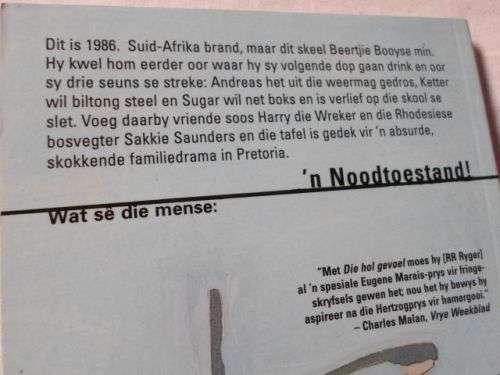 Dit is 1986. Suid-Afrika brand, maar dit skeel Beertjie Booyse min.
Hy kwel hom eerder oor waar hy sy volgende dop gaan drink en oor
sy drie seuns se streke: Andreas het uit die weermag gedros, Ketter
wil biltong steel en Sugar wil net boks en is verlief op die skool se
slet. Voeg daarby vriende soos Harry die Wreker en die Rhodesiese
bosvegter Sakkie Saunders en die tafel is gedek vir 'n absurde,
skokkende familiedrama in Pretoria.
'n Noodtoestand!
Wat sê die mense:
"Met Die hol gevoel moes hy [RR Ryger]
al 'n spesiale Eugene Marais-prys vir fringe-
skryfsels gewen het; nou het hy bewys hy
aspireer na die Hertzogprys vir hamergooi."
– Charles Malan, Vrye Weekblad